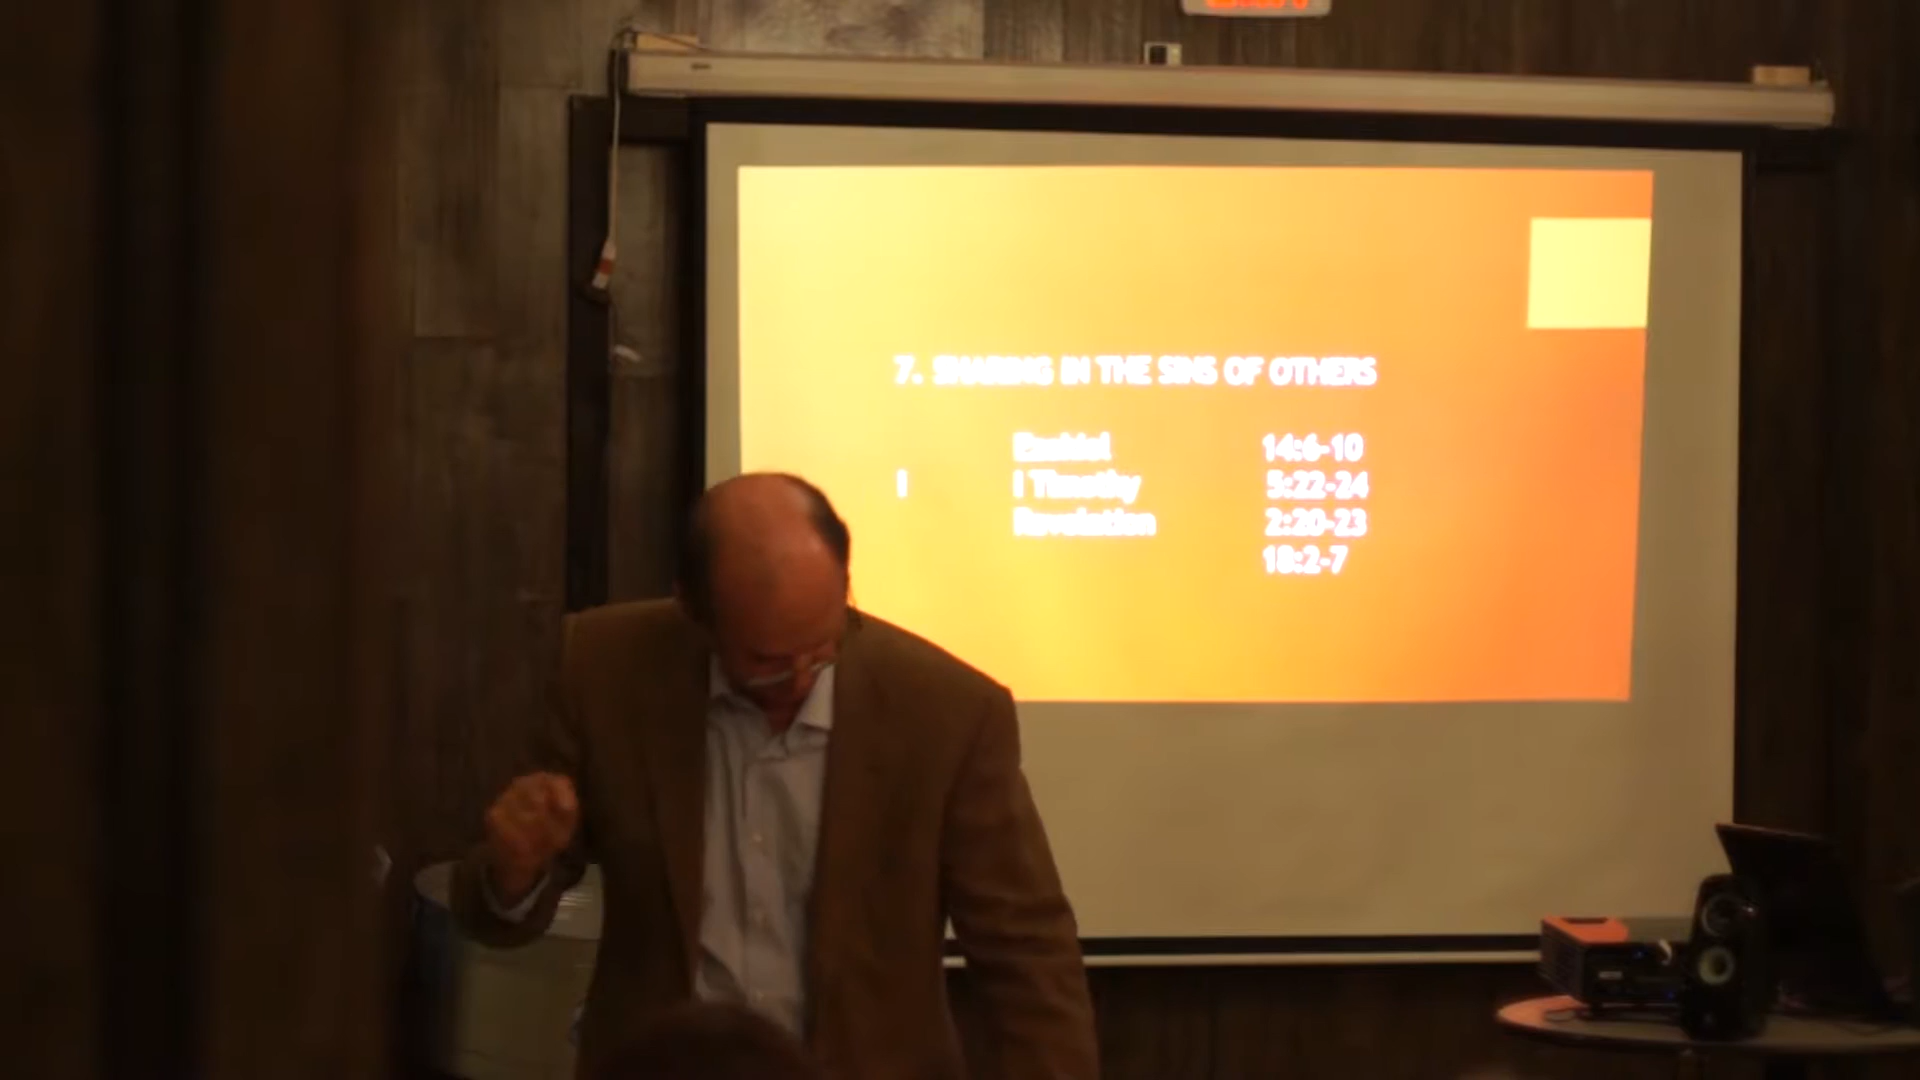 7. SHARING IN THE SINS OF OTHERS
Ezekiel 14:6-10
I I Timothy 5:22-24
Revelation 2:20-23
18:2-7